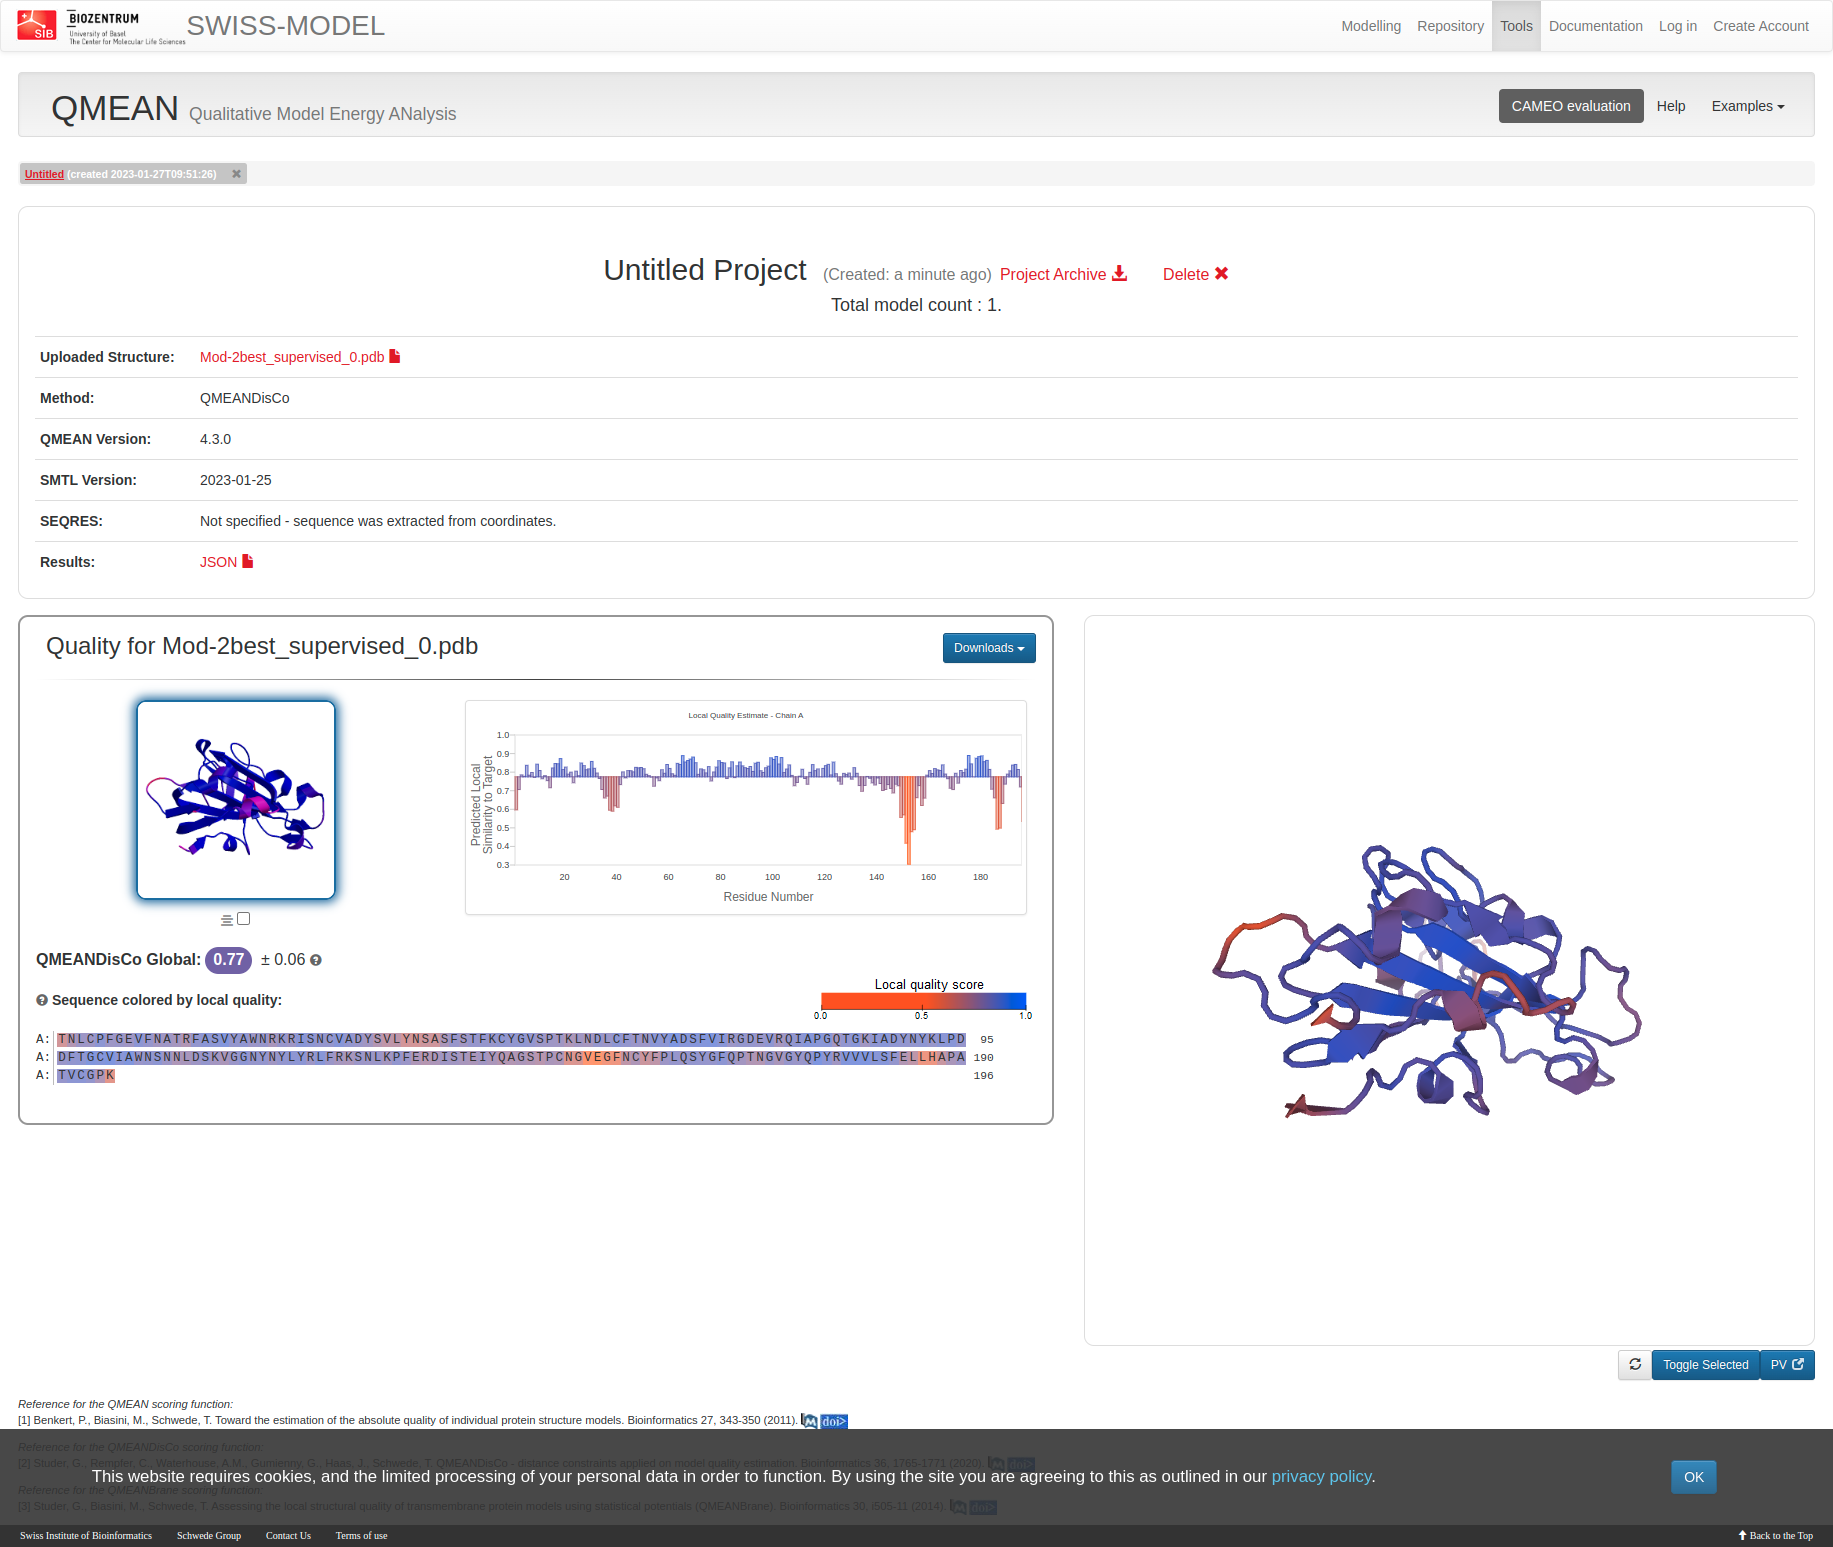 SIB
BIOZENTRUM
University of Basel
The Center for Molecular Life Sciences
SWISS-MODEL
Modelling Repository Tools Documentation Log in Create Account
QMEAN Qualitative Model Energy ANalysis
CAMEO evaluation Help Examples
Untitled (created 2023-01-27T09:51:26)
Untitled Project (Created: a minute ago) Project Archive Delete
Total model count : 1.
Uploaded Structure: Mod-2best_supervised_0.pdb
Method: QMEANDisCo
QMEAN Version: 4.3.0
SMTL Version: 2023-01-25
SEQRES: Not specified - sequence was extracted from coordinates.
Results: JSON
Quality for Mod-2best_supervised_0.pdb
Downloads
Local Quality Estimate - Chain A
Predicted Local
Similarity to Target
1.0
0.9
0.8
0.7
0.6
0.5
0.4
0.3
20 40 60 80 100 120 140 160 180
Residue Number
QMEANDisCo Global: 0.77 ± 0.06
Sequence colored by local quality:
Local quality score
0.0 0.5 1.0
A: TNLCPFGEVFNATRFASVYAWNRKRISNCVADYSVLYNSASFSTFKCYGVSPTKLNDLCFTNVYADSFVIRGDEVRQIAPGQTGKIADYNYKLPD 95
A: DFTGCVIAWNSNNLDSKVGGNYNYLYRLFRKSNLKPFERDISTEIYQAGSTPCNGVEGFNCYFPLQSYGFQPTNGVGYQPYRVVVLSFELLHAPA 190
A: TVCGPK 196
Toggle Selected PV
Reference for the QMEAN scoring function:
[1] Benkert, P., Biasini, M., Schwede, T. Toward the estimation of the absolute quality of individual protein structure models. Bioinformatics 27, 343-350 (2011). M doi>
Reference for the QMEANDisCo scoring function:
[2] Studer, G., Rempfer, C., Waterhouse, A.M., Gumienny, G., Haas, J., Schwede, T. QMEANDisCo - distance constraints applied on model quality estimation. Bioinformatics 36, 1765-1771 (2020). M doi>
This website requires cookies, and the limited processing of your personal data in order to function. By using the site you are agreeing to this as outlined in our privacy policy.
OK
Reference for the QMEANBrane scoring function:
[3] Studer, G., Biasini, M., Schwede, T. Assessing the local structural quality of transmembrane protein models using statistical potentials (QMEANBrane). Bioinformatics 30, i505-11 (2014). M doi>
Swiss Institute of Bioinformatics Schwede Group Contact Us Terms of use Back to the Top